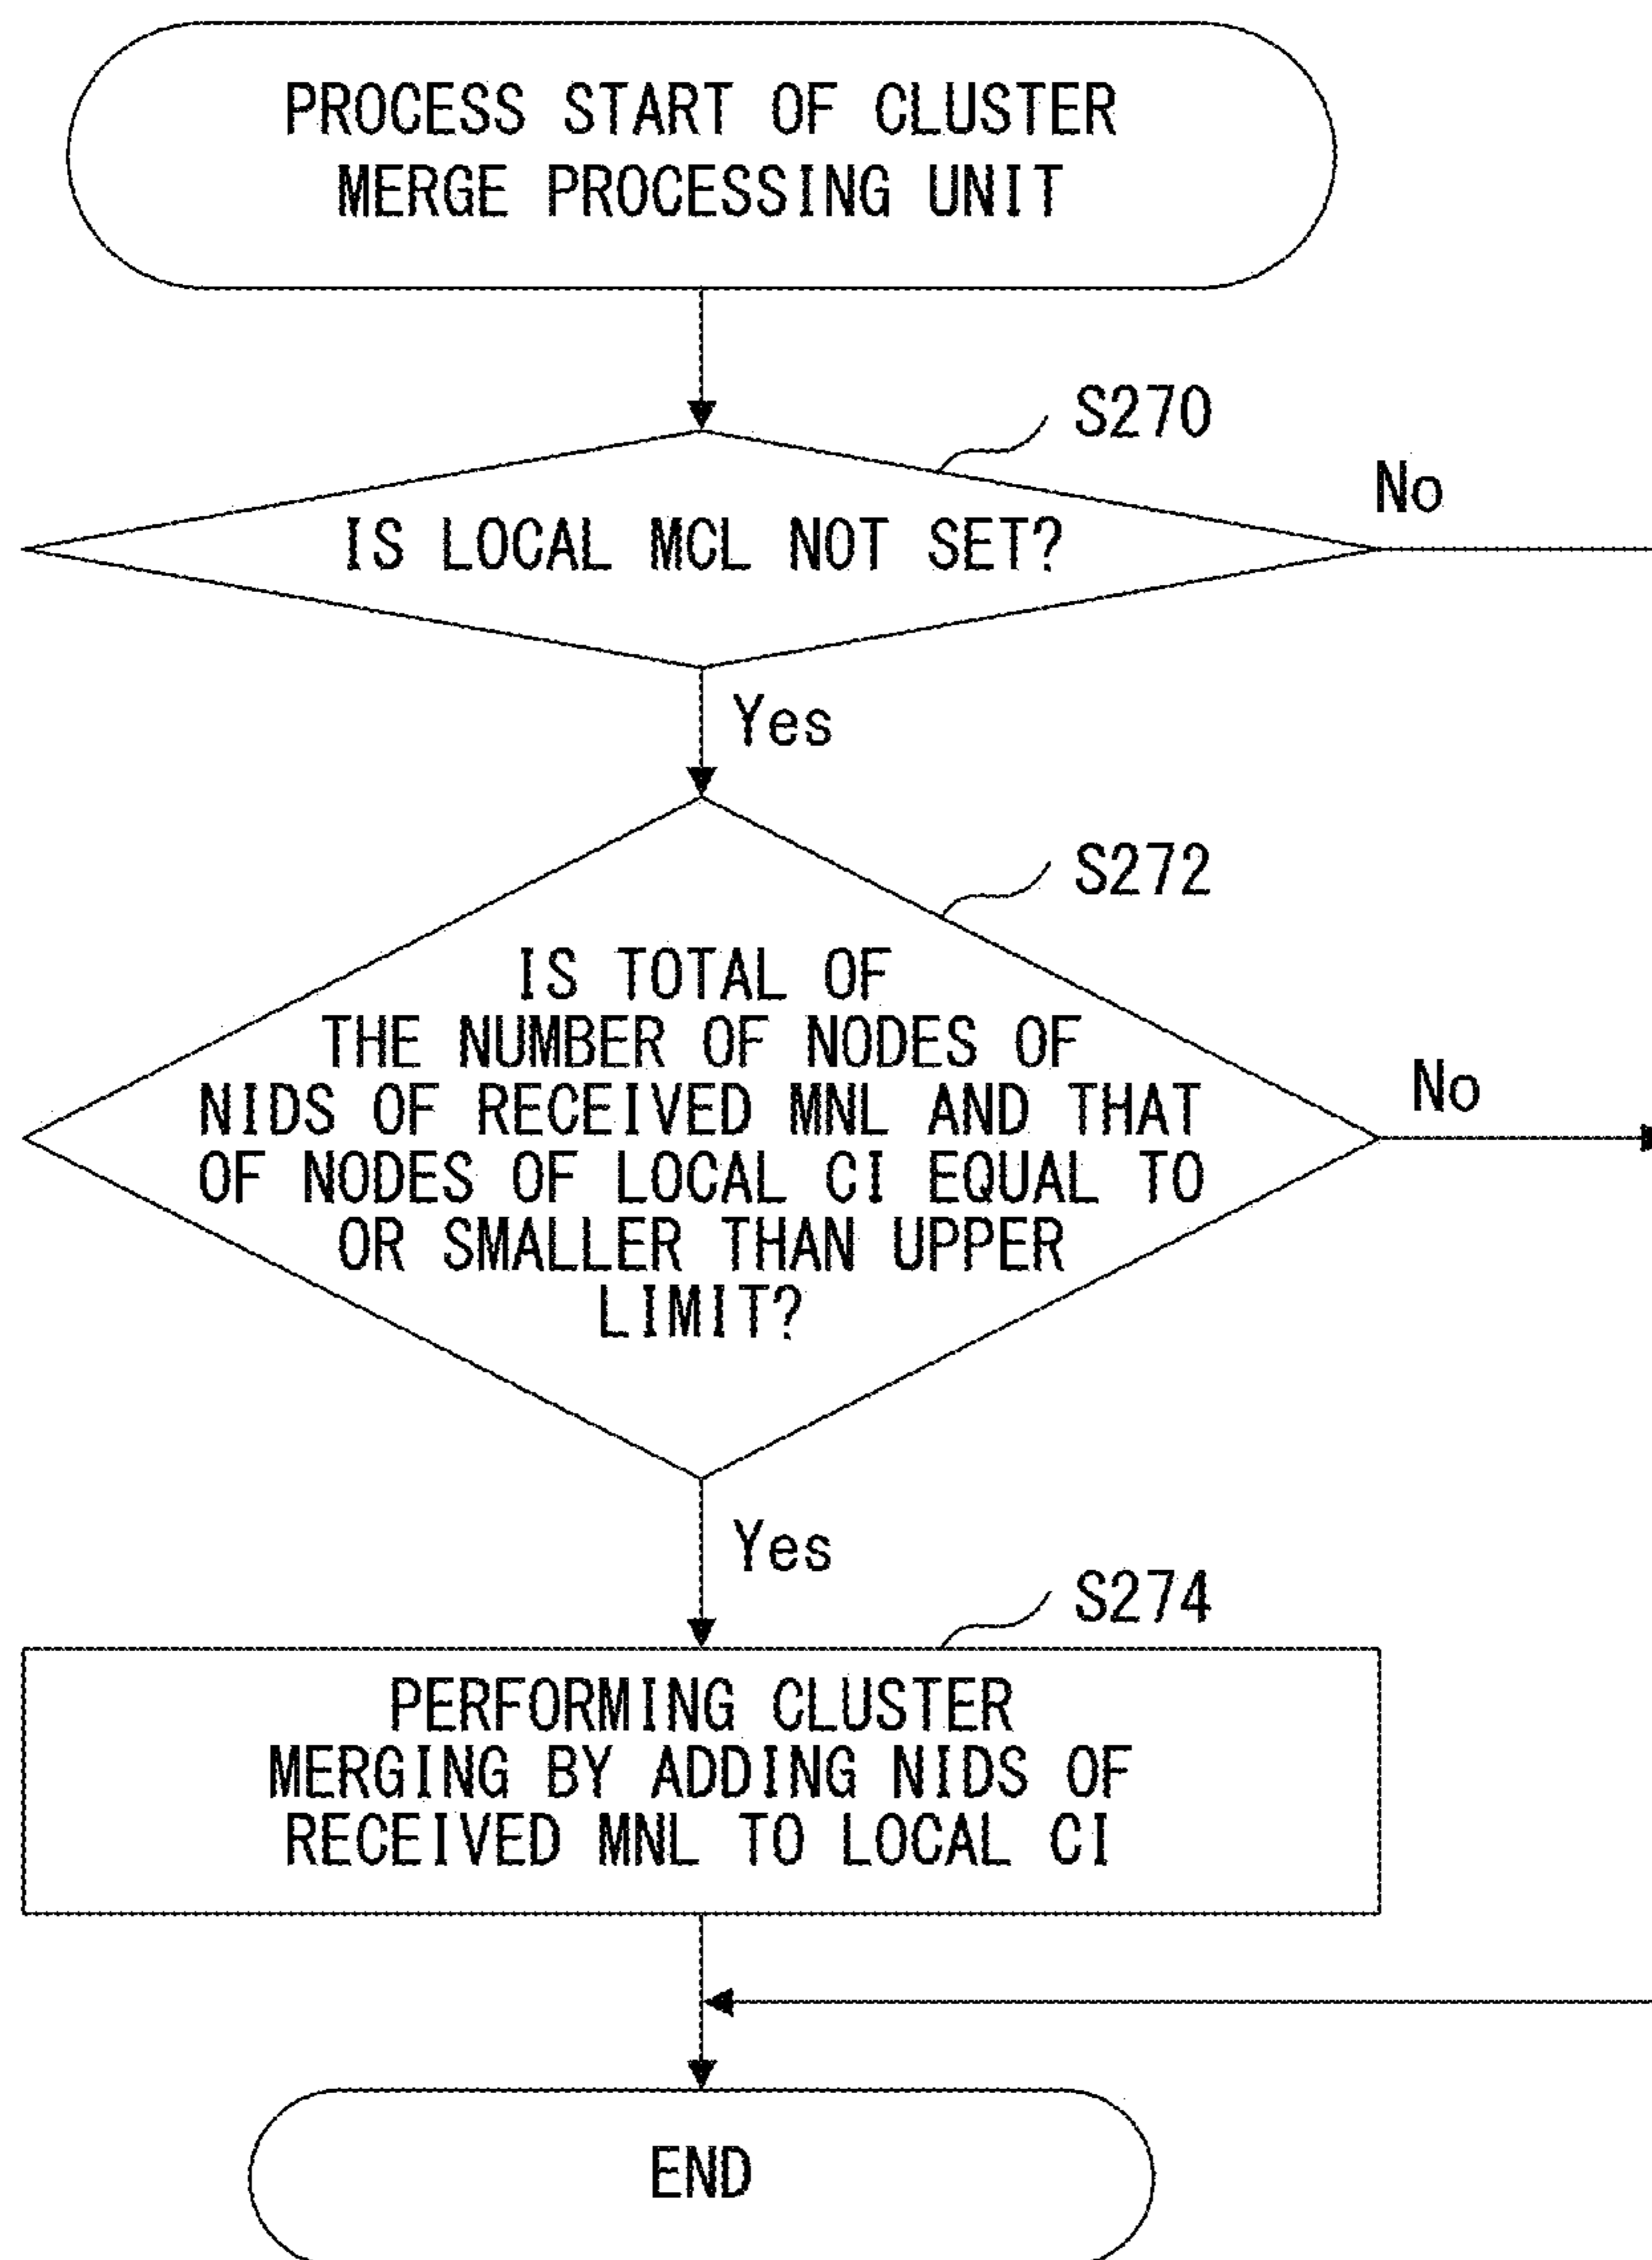 PROCESS START OF CLUSTER
MERGE PROCESSING UNIT
S270
No
IS LOCAL MCL NOT SET?
Yes
S272
IS TOTAL OF
THE NUMBER OF NODES OF
NIDS OF RECEIVED MNL AND THAT
OF NODES OF LOCAL CI EQUAL TO
OR SMALLER THAN UPPER
LIMIT?
No
Yes
S274
PERFORMING CLUSTER
MERGING BY ADDING NIDS OF
RECEIVED MNL TO LOCAL CI
END